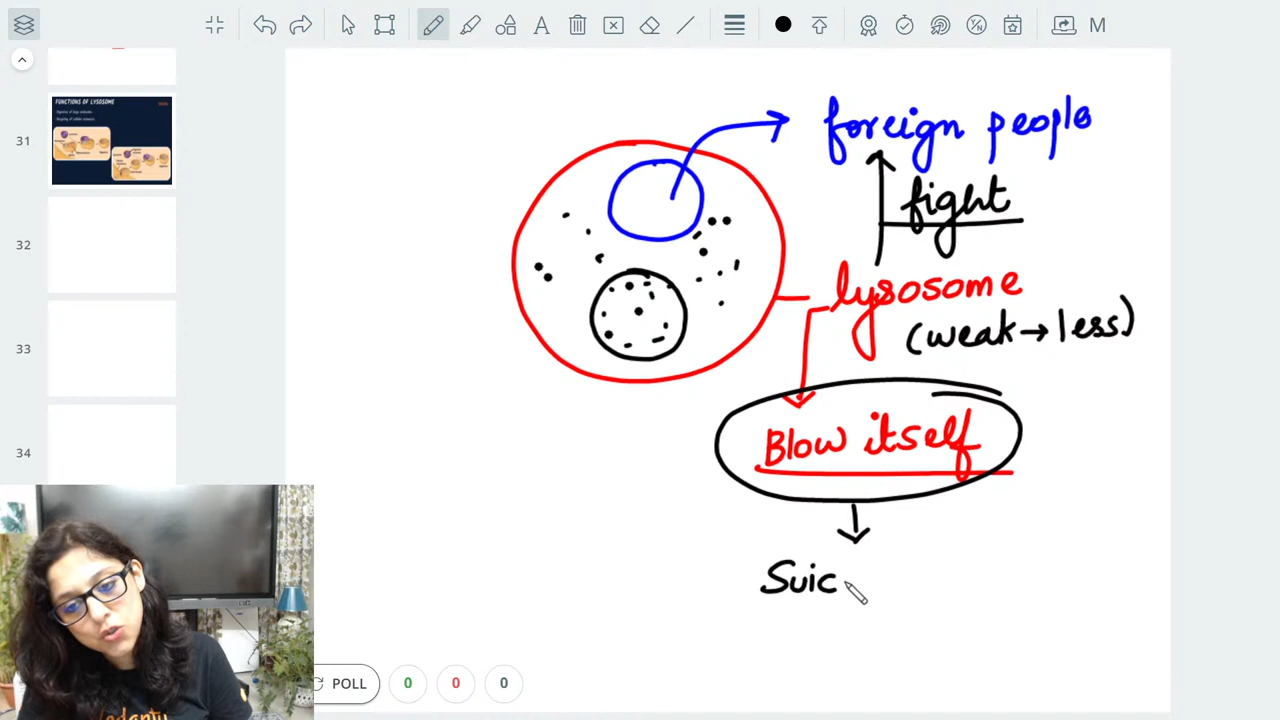 M
31
FUNCTIONS OF LYSOSOME
32
33
34
foreign people
fight
lysosome
(weak → less)
Blow itself
Suic
POLL
0
0
0
Vedantu